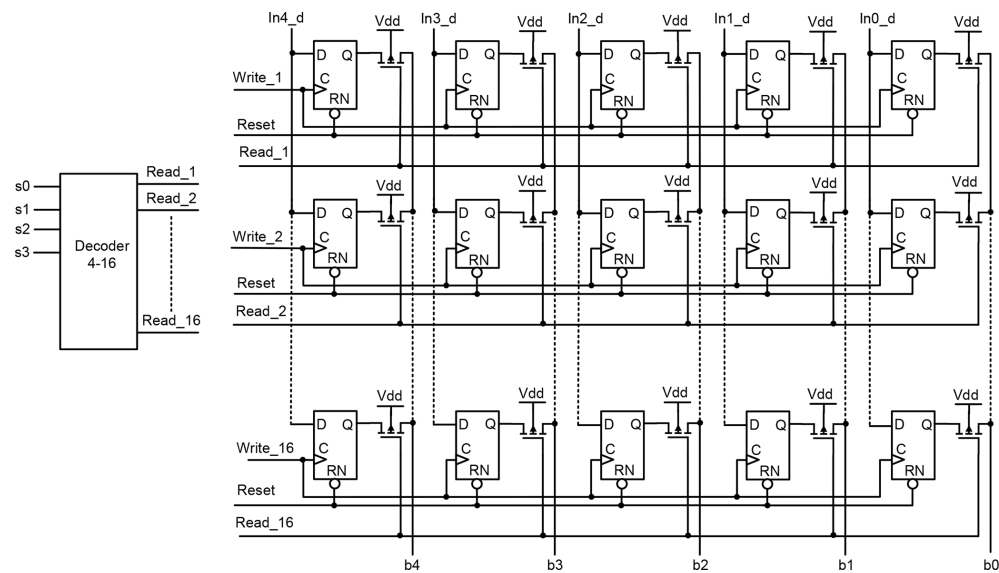 In4_d In3_d In2_d In1_d In0_d
Vdd Vdd Vdd Vdd Vdd
D Q D Q D Q D Q D Q
Write_1 C C C C C
RN RN RN RN RN
Reset
Read_1
Read_1
s0
Read_2
s1
s2
s3
Decoder
4-16
Read_16
Vdd Vdd Vdd Vdd Vdd
D Q D Q D Q D Q D Q
Write_2 C C C C C
RN RN RN RN RN
Reset
Read_2
Vdd Vdd Vdd Vdd Vdd
D Q D Q D Q D Q D Q
Write_16 C C C C C
RN RN RN RN RN
Reset
Read_16
b4 b3 b2 b1 b0